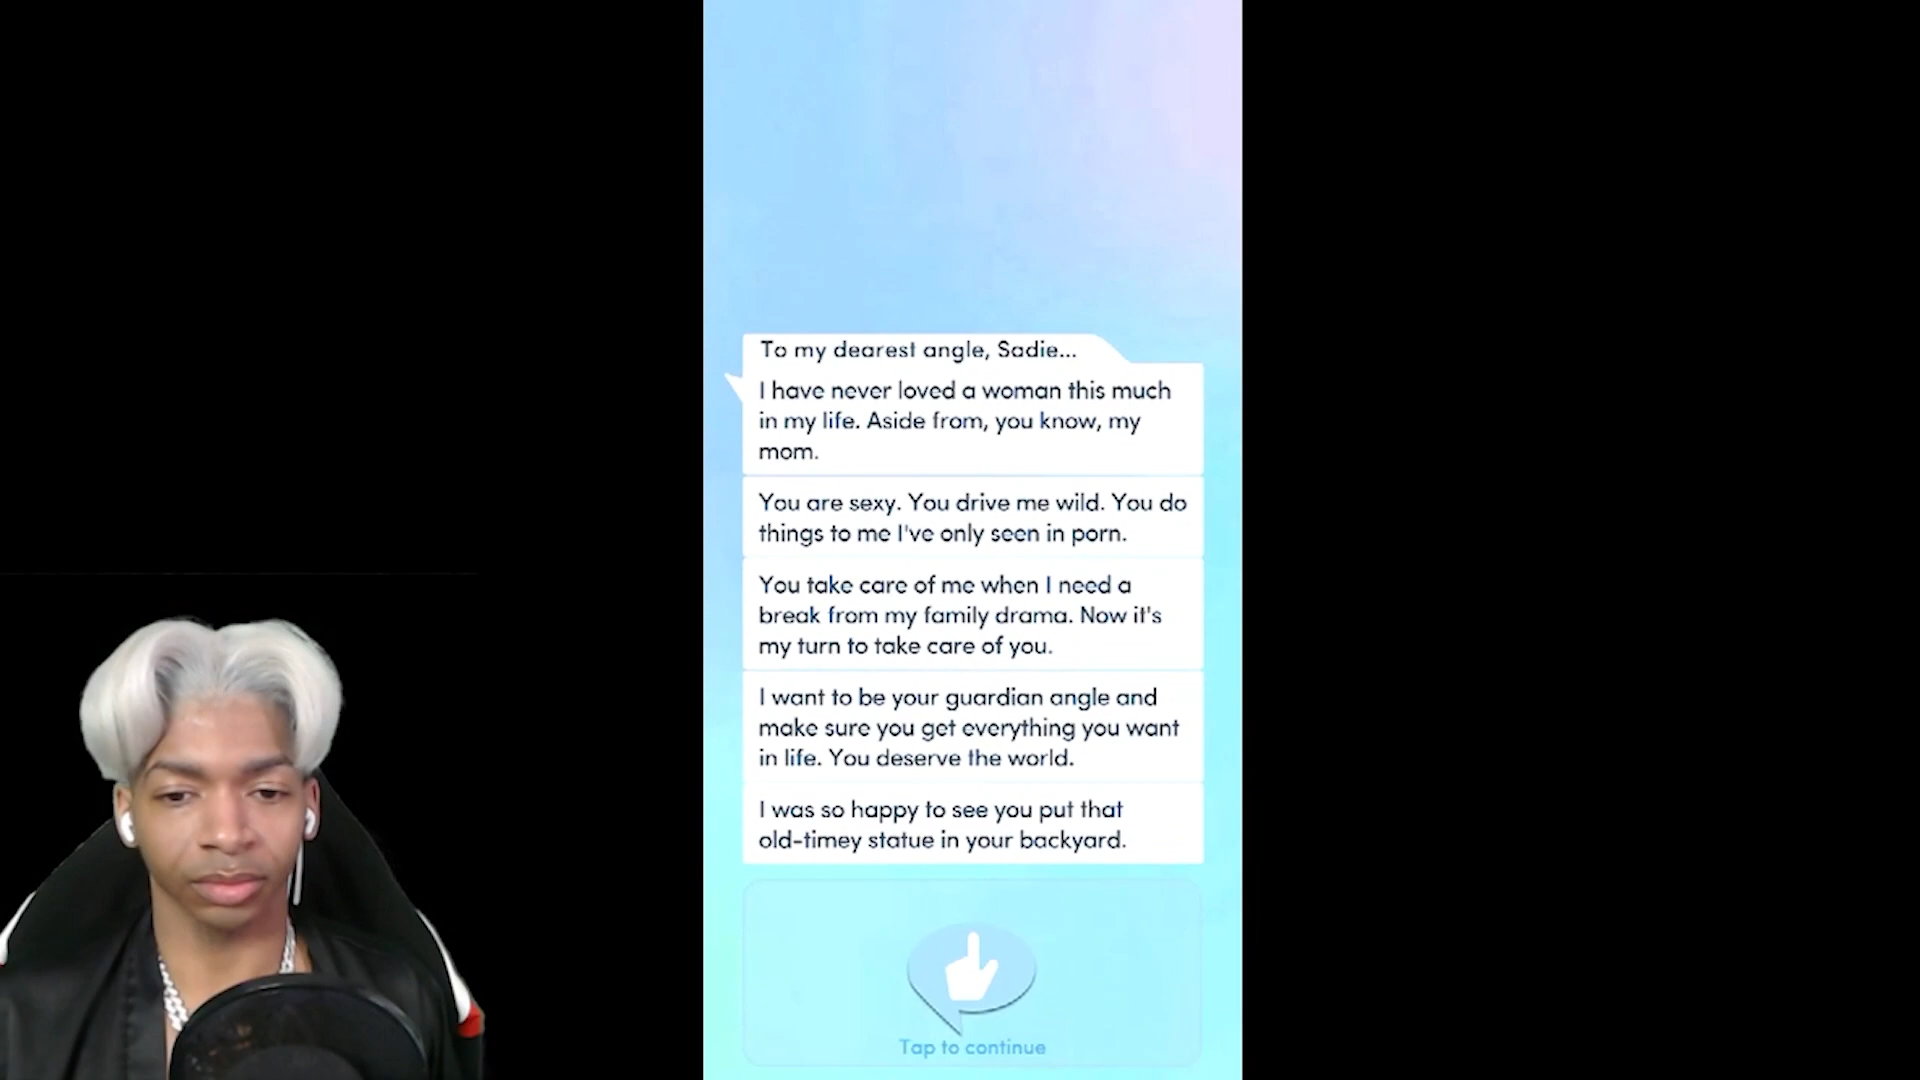 To my dearest angle, Sadie...
I have never loved a woman this much
in my life. Aside from, you know, my
mom.
You are sexy. You drive me wild. You do
things to me I've only seen in porn.
You take care of me when I need a
break from my family drama. Now it's
my turn to take care of you.
I want to be your guardian angle and
make sure you get everything you want
in life. You deserve the world.
I was so happy to see you put that
old-timey statue in your backyard.
Tap to continue